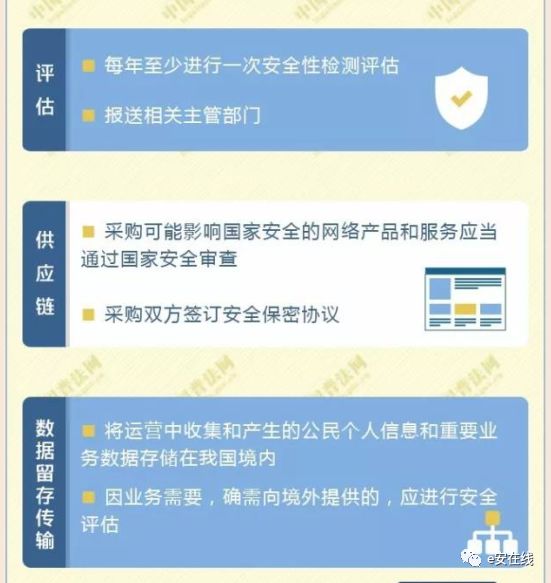 评估
每年至少进行一次安全性检测评估
报送相关主管部门
供应链
采购可能影响国家安全的网络产品和服务应当
通过国家安全审查
采购双方签订安全保密协议
数据留存传输
将运营中收集和产生的公民个人信息和重要业
务数据存储在我国境内
因业务需要，确需向境外提供的，应进行安全
评估
e安在线